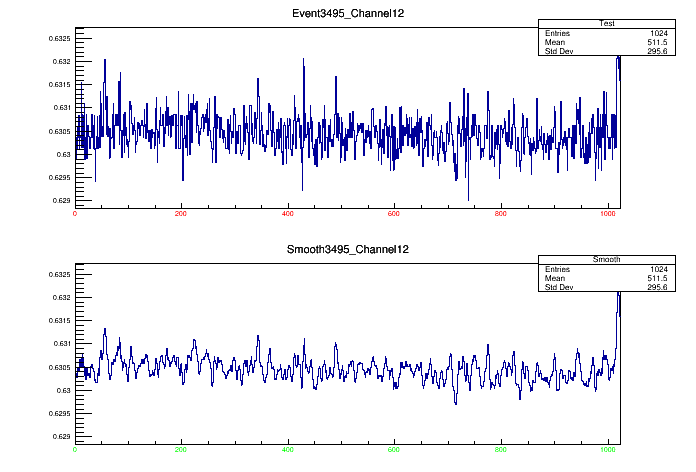 Event3495_Channel12
Test
Entries 1024
Mean 511.5
Std Dev 295.6
0.6325
0.632
0.6315
0.631
0.6305
0.63
0.6295
0.629
0 200 400 600 800 1000
Smooth3495_Channel12
Smooth
Entries 1024
Mean 511.5
Std Dev 295.6
0.6325
0.632
0.6315
0.631
0.6305
0.63
0.6295
0.629
0 200 400 600 800 1000